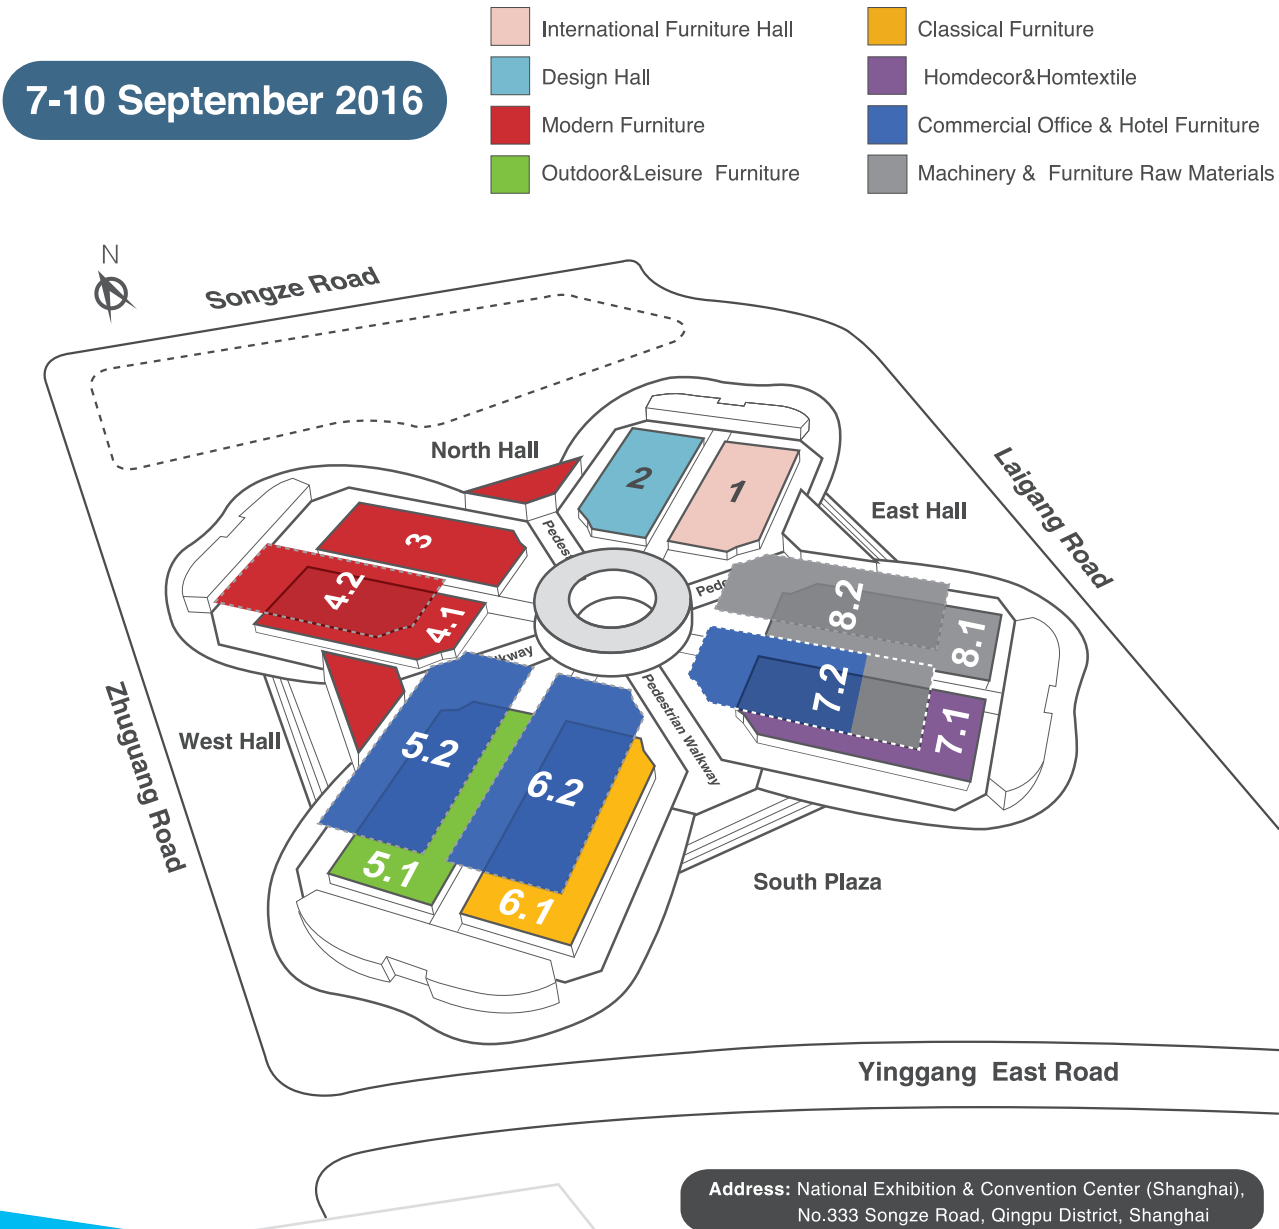 International Furniture Hall
Classical Furniture
Design Hall
Homdecor&Homtextile
7-10 September 2016
Modern Furniture
Commercial Office & Hotel Furniture
Outdoor&Leisure Furniture
Machinery & Furniture Raw Materials
N
Songze Road
North Hall
Laigang Road
2
1
East Hall
3
Pedes
4.2
Pede
8.2
4.1
8.1
kway
Zhuguang Road
West Hall
Pedestrian Walkway
7.2
7.1
5.2
6.2
5.1
6.1
South Plaza
Yinggang East Road
Address: National Exhibition & Convention Center (Shanghai),
No.333 Songze Road, Qingpu District, Shanghai